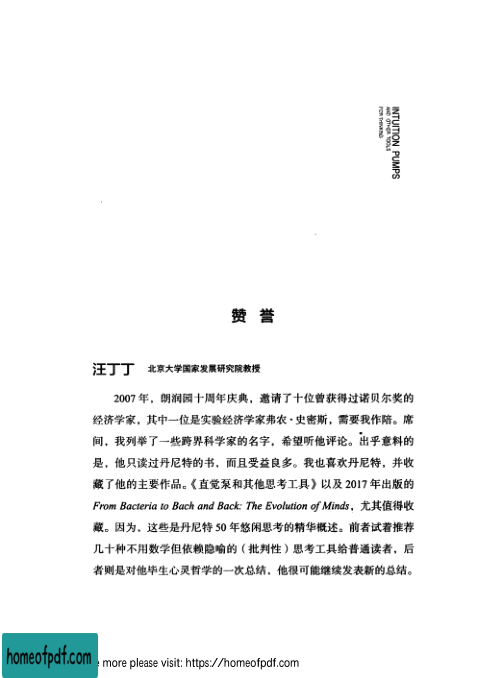 INTUITION PUMPS
AND OTHER TOOLS
FOR THINKING
赞 誉
汪丁丁 北京大学国家发展研究院教授
2007 年，朗润园十周年庆典，邀请了十位曾获得过诺贝尔奖的
经济学家，其中一位是实验经济学家弗农·史密斯，需要我作陪。席
间，我列举了一些跨界科学家的名字，希望听他评论。出乎意料的
是，他只读过丹尼特的书，而且受益良多。我也喜欢丹尼特，并收
藏了他的主要作品。《直觉泵和其他思考工具》以及 2017 年出版的
From Bacteria to Bach and Back: The Evolution of Minds，尤其值得收
藏。因为，这些是丹尼特 50 年悠闲思考的精华概述。前者试着推荐
几十种不用数学但依赖隐喻的（批判性）思考工具给普通读者，后
者则是对他毕生心灵哲学的一次总结，他很可能继续发表新的总结。
homeofpdf.com
more please visit: https://homeofpdf.com